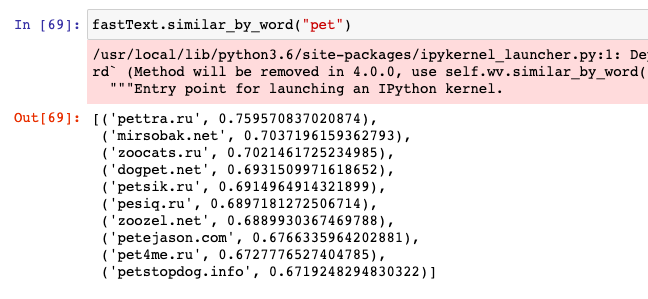 In [69]: fastText.similar_by_word("pet")
/usr/local/lib/python3.6/site-packages/ipykernel_launcher.py:1: De
rd` (Method will be removed in 4.0.0, use self.wv.similar_by_word(
"""Entry point for launching an IPython kernel.
Out[69]: [('pettra.ru', 0.759570837020874),
('mirsobak.net', 0.7037196159362793),
('zoocats.ru', 0.7021461725234985),
('dogpet.net', 0.6931509971618652),
('petsik.ru', 0.6914964914321899),
('pesiq.ru', 0.6897181272506714),
('zoozel.net', 0.6889930367469788),
('petejason.com', 0.6766335964202881),
('pet4me.ru', 0.6727776527404785),
('petstopdog.info', 0.6719248294830322)]